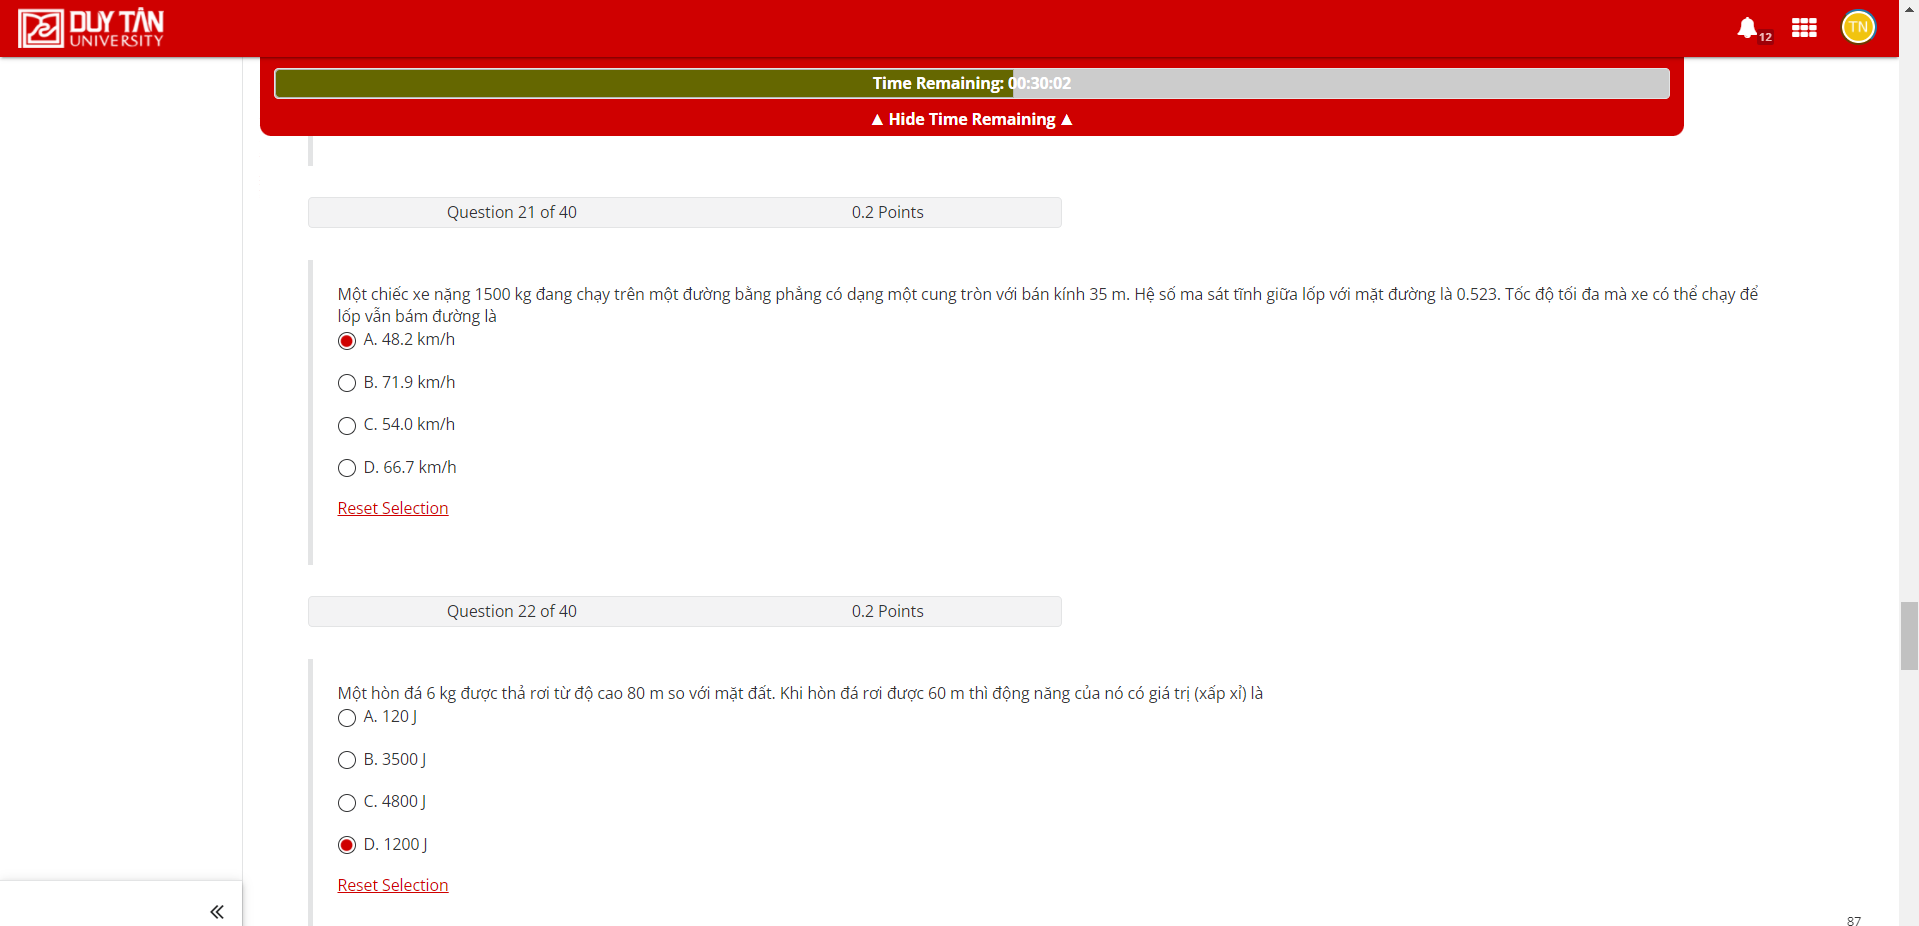 DUY TÂN
UNIVERSITY
12
TN
Time Remaining: 00:30:02
▲ Hide Time Remaining ▲
Question 21 of 40 0.2 Points
Một chiếc xe nặng 1500 kg đang chạy trên một đường bằng phẳng có dạng một cung tròn với bán kính 35 m. Hệ số ma sát tĩnh giữa lốp với mặt đường là 0.523. Tốc độ tối đa mà xe có thể chạy để
lốp vẫn bám đường là
A. 48.2 km/h
B. 71.9 km/h
C. 54.0 km/h
D. 66.7 km/h
Reset Selection
Question 22 of 40 0.2 Points
Một hòn đá 6 kg được thả rơi từ độ cao 80 m so với mặt đất. Khi hòn đá rơi được 60 m thì động năng của nó có giá trị (xấp xỉ) là
A. 120 J
B. 3500 J
C. 4800 J
D. 1200 J
Reset Selection
87